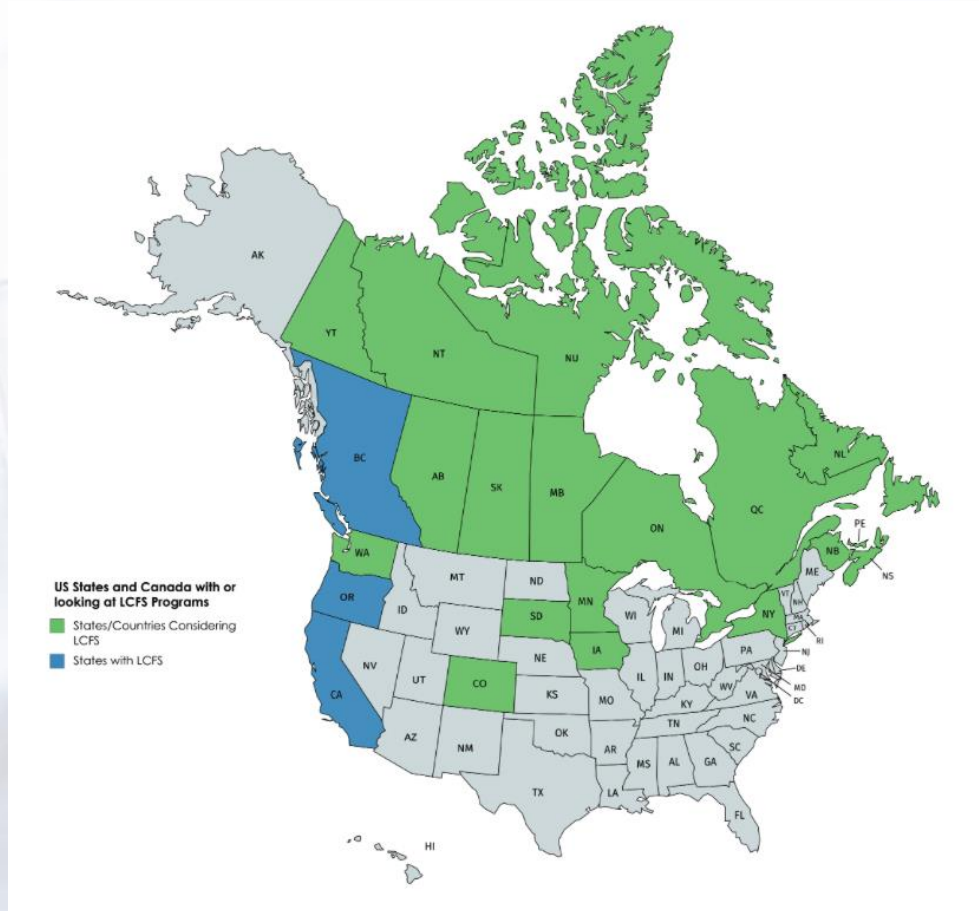 AK
YT
NT
NU
BC
AB
SK
MB
ON
QC
NL
PE
NB
NS
WA
MT
ND
MN
ME
OR
ID
SD
WI
MI
NY
VT
NH
MA
CT
RI
WY
IA
PA
NJ
NE
OH
DE
NV
UT
CO
IL
IN
WV
MD
DC
CA
KS
MO
KY
VA
AZ
NM
OK
TN
NC
AR
MS
AL
GA
SC
TX
LA
FL
HI
US States and Canada with or
looking at LCFS Programs
States/Countries Considering
LCFS
States with LCFS